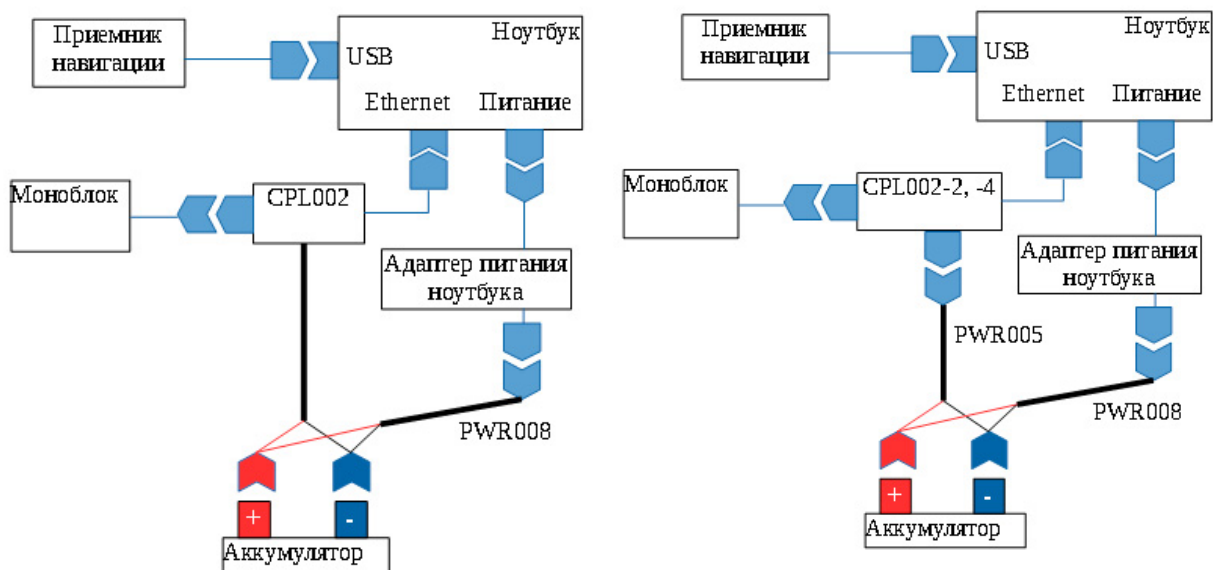 Приемник
навигации
Ноутбук
USB
Ethernet Питание
Моноблок
CPL002
Адаптер питания
ноутбука
PWR008
+ -
Аккумулятор
Приемник
навигации
Ноутбук
USB
Ethernet Питание
Моноблок
CPL002-2, -4
Адаптер питания
ноутбука
PWR005
PWR008
+ -
Аккумулятор